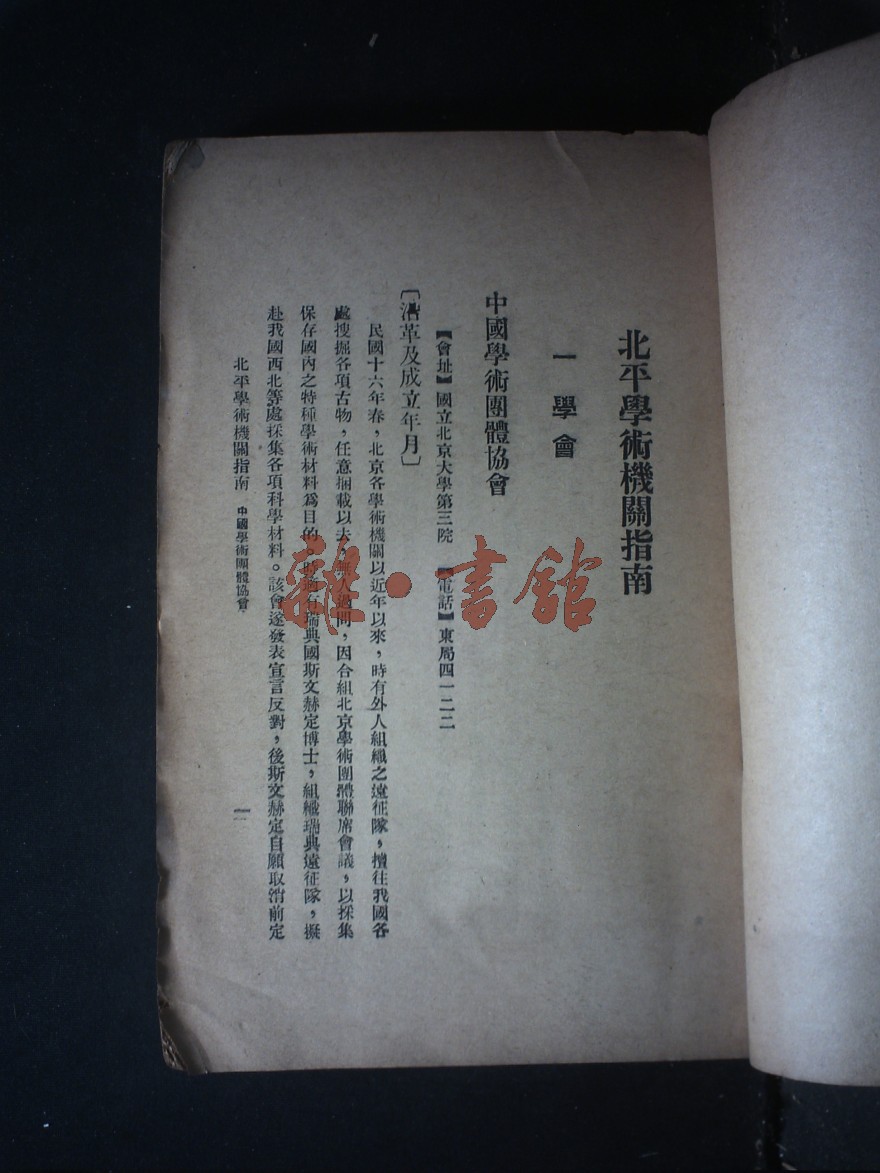 北平學術機關指南
一 學會
中國學術團體協會
【會址】國立北京大學第三院 【電話】東局四一二二
〔沿革及成立年月〕
民國十六年春，北京各學術機關以近年以來，時有外人組織之遠征隊，擅往我國各
處搜掘各項古物，任意捆載以去，無人過問，因合組北京學術團體聯席會議，以採集
保存國內之特種學術材料爲目的。時適有瑞典國斯文赫定博士，組織瑞典遠征隊，擬
赴我國西北等處採集各項科學材料。該會遂發表宣言反對，後斯文赫定自願取消前定
北平學術機關指南 中國學術團體協會
一
雜·書館